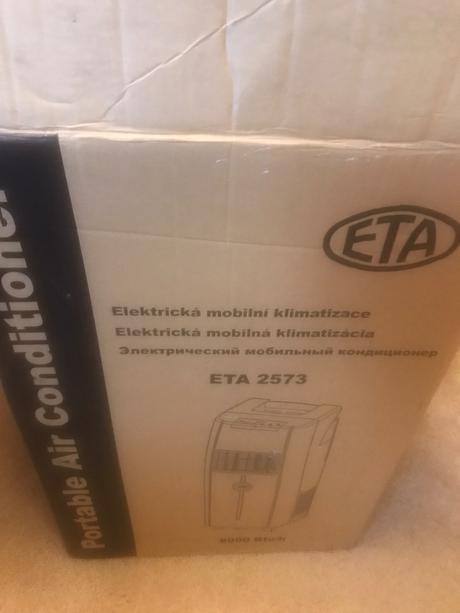 Portable Air Conditioner
ETA
Elektrická mobilní klimatizace
Elektrická mobilná klimatizácia
Электрический мобильный кондиционер
ETA 2573